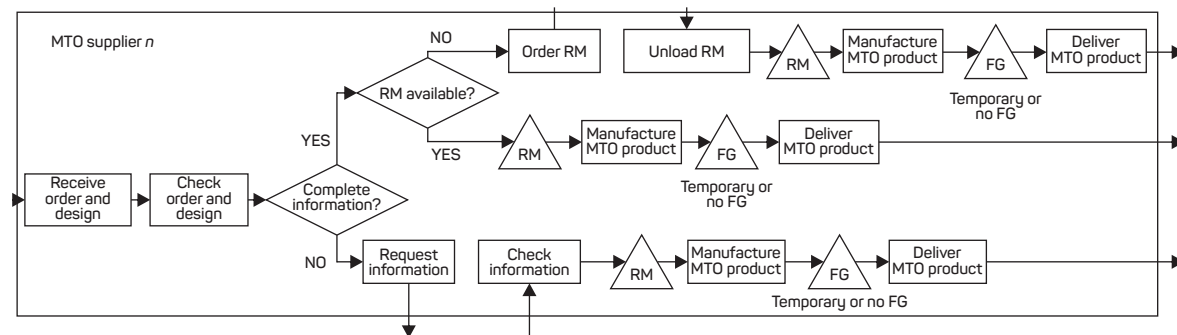 MTO supplier n
NO
Order RM
Unload RM
RM
Manufacture
MTO product
FG
Deliver
MTO product
Temporary or
no FG
RM available?
YES
YES
RM
Manufacture
MTO product
FG
Deliver
MTO product
Temporary or
no FG
Receive
order and
design
Check
order and
design
Complete
information?
NO
Request
information
Check
information
RM
Manufacture
MTO product
FG
Deliver
MTO product
Temporary or no FG